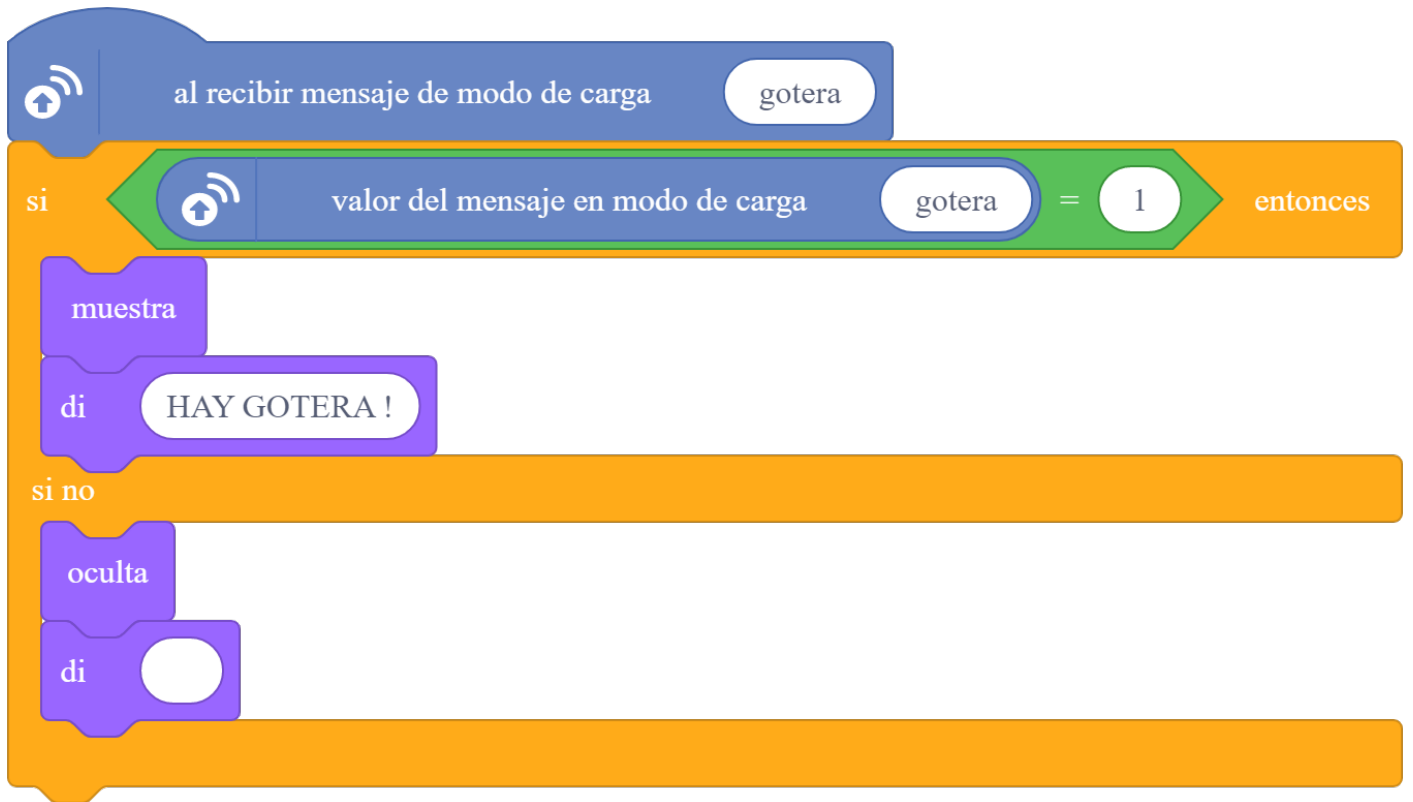 al recibir mensaje de modo de carga gotera
si valor del mensaje en modo de carga gotera = 1 entonces
muestra
di HAY GOTERA !
si no
oculta
di